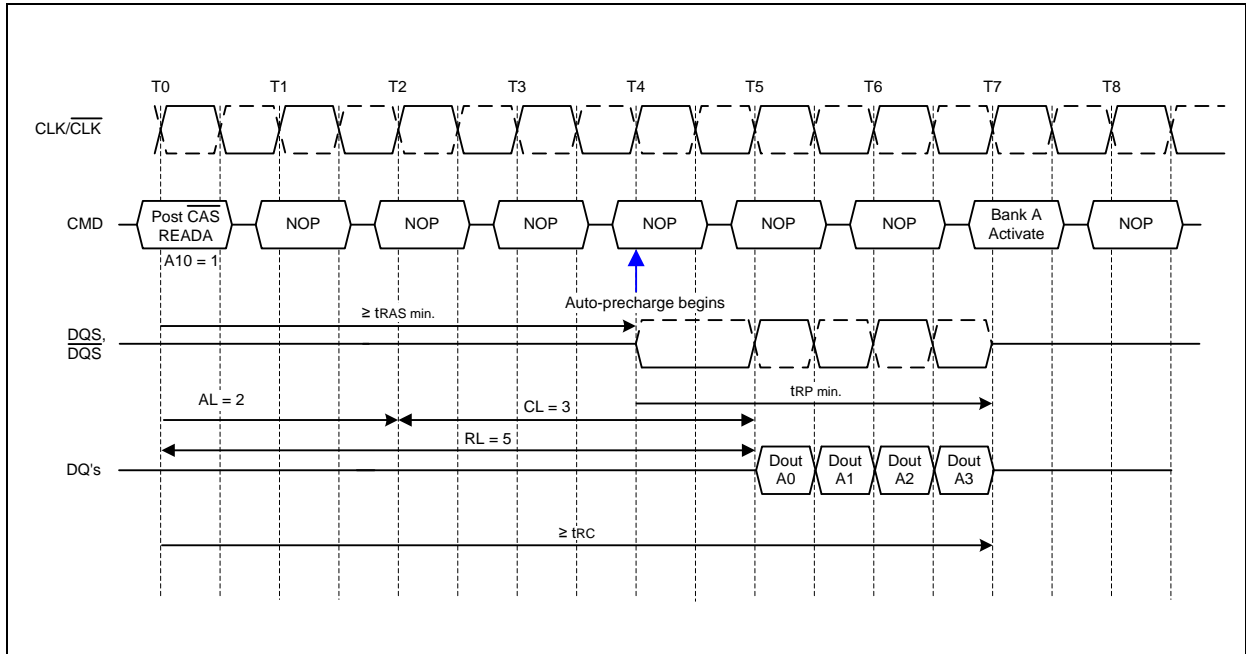 T0 T1 T2 T3 T4 T5 T6 T7 T8
CLK/CLK
CMD
Post CAS
READA
NOP
NOP
NOP
NOP
NOP
NOP
Bank A
Activate
NOP
A10 = 1
Auto-precharge begins
≥ tRAS min.
DQS,
DQS
tRP min.
AL = 2
CL = 3
RL = 5
DQ's
Dout
A0
Dout
A1
Dout
A2
Dout
A3
≥ tRC